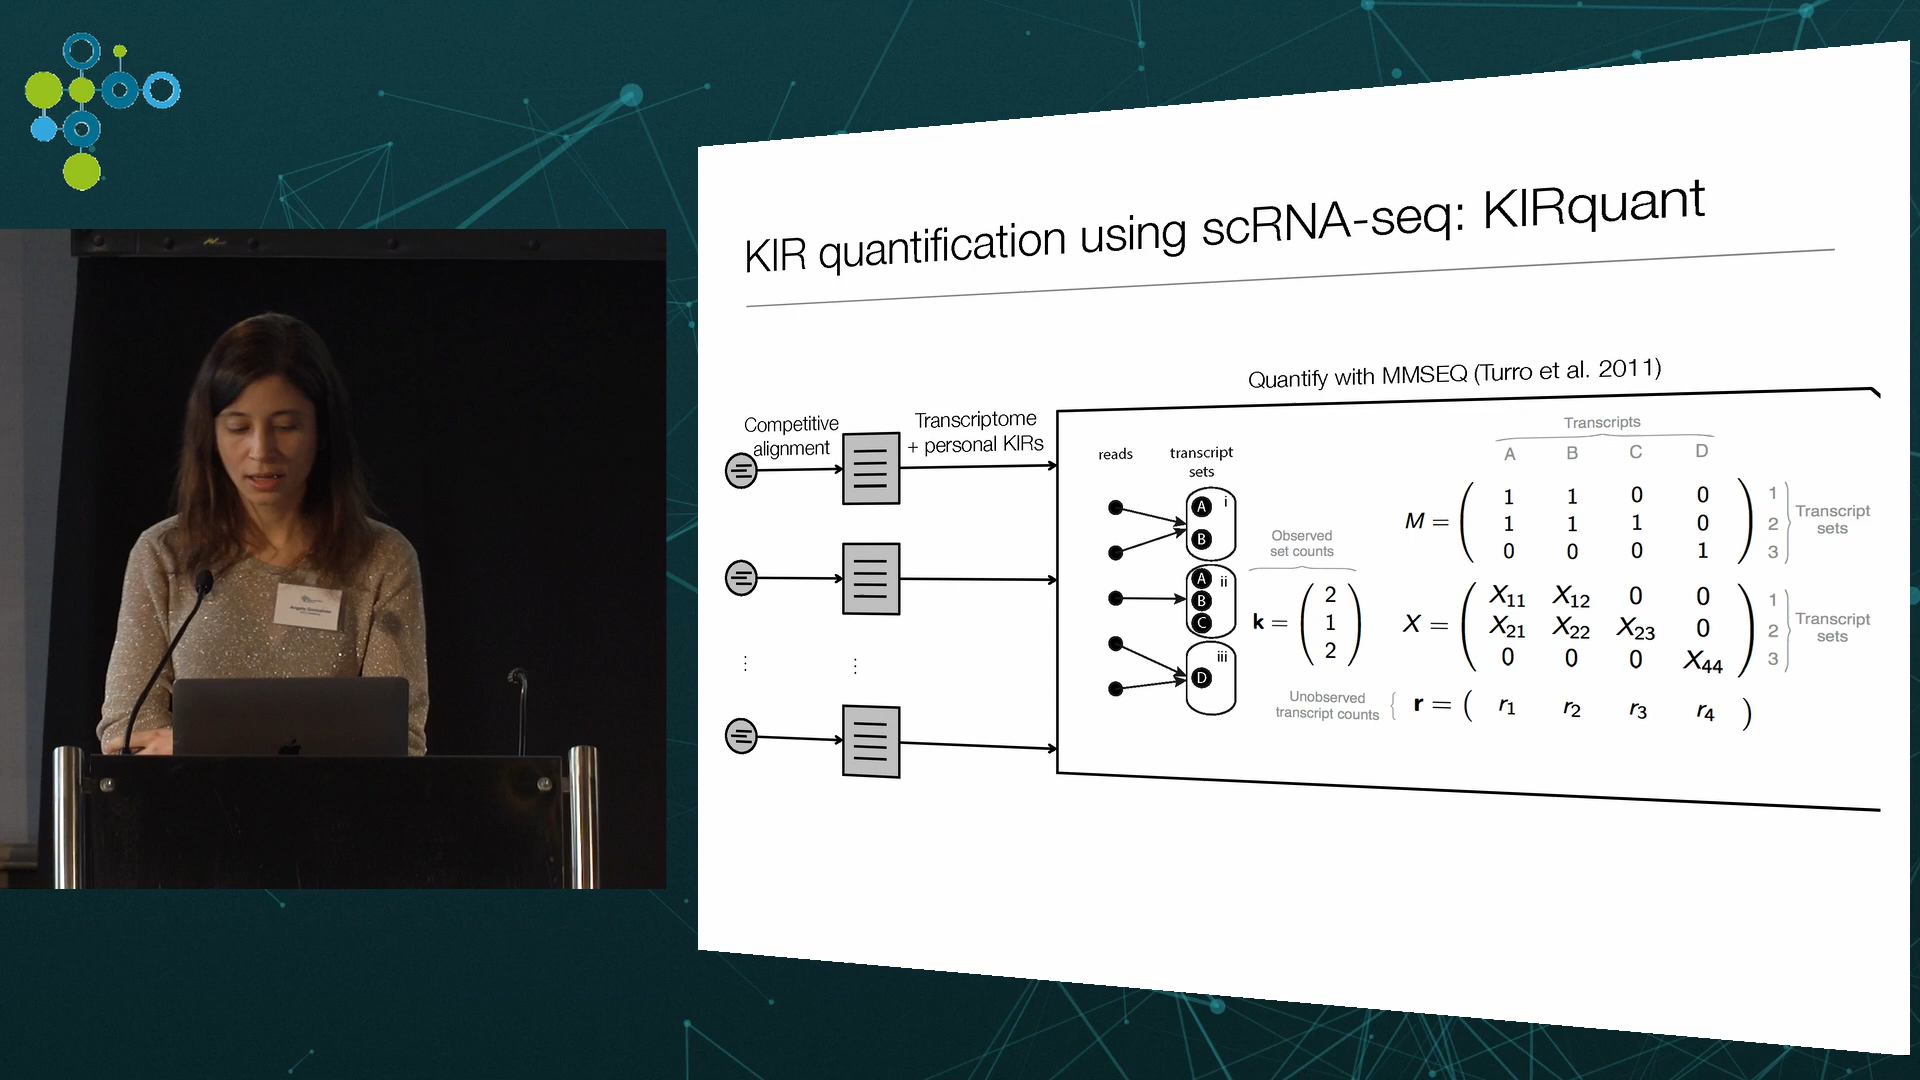 KIR quantification using scRNA-seq: KIRquant
Quantify with MMSEQ (Turro et al. 2011)
Competitive
alignment
Transcriptome
+ personal KIRs
reads
transcript
sets
A
B
i
A
B
C
ii
D
iii
⋮ ⋮
Observed
set counts
k = ( 2
1
2 )
Transcripts
A B C D
M = ( 1 1 0 0
1 1 1 0
0 0 0 1 )
1
2
3
Transcript
sets
X = ( X11 X12 0 0
X21 X22 X23 0
0 0 0 X44 )
1
2
3
Transcript
sets
Unobserved
transcript counts
r = ( r1 r2 r3 r4 )
Angela Goncalves